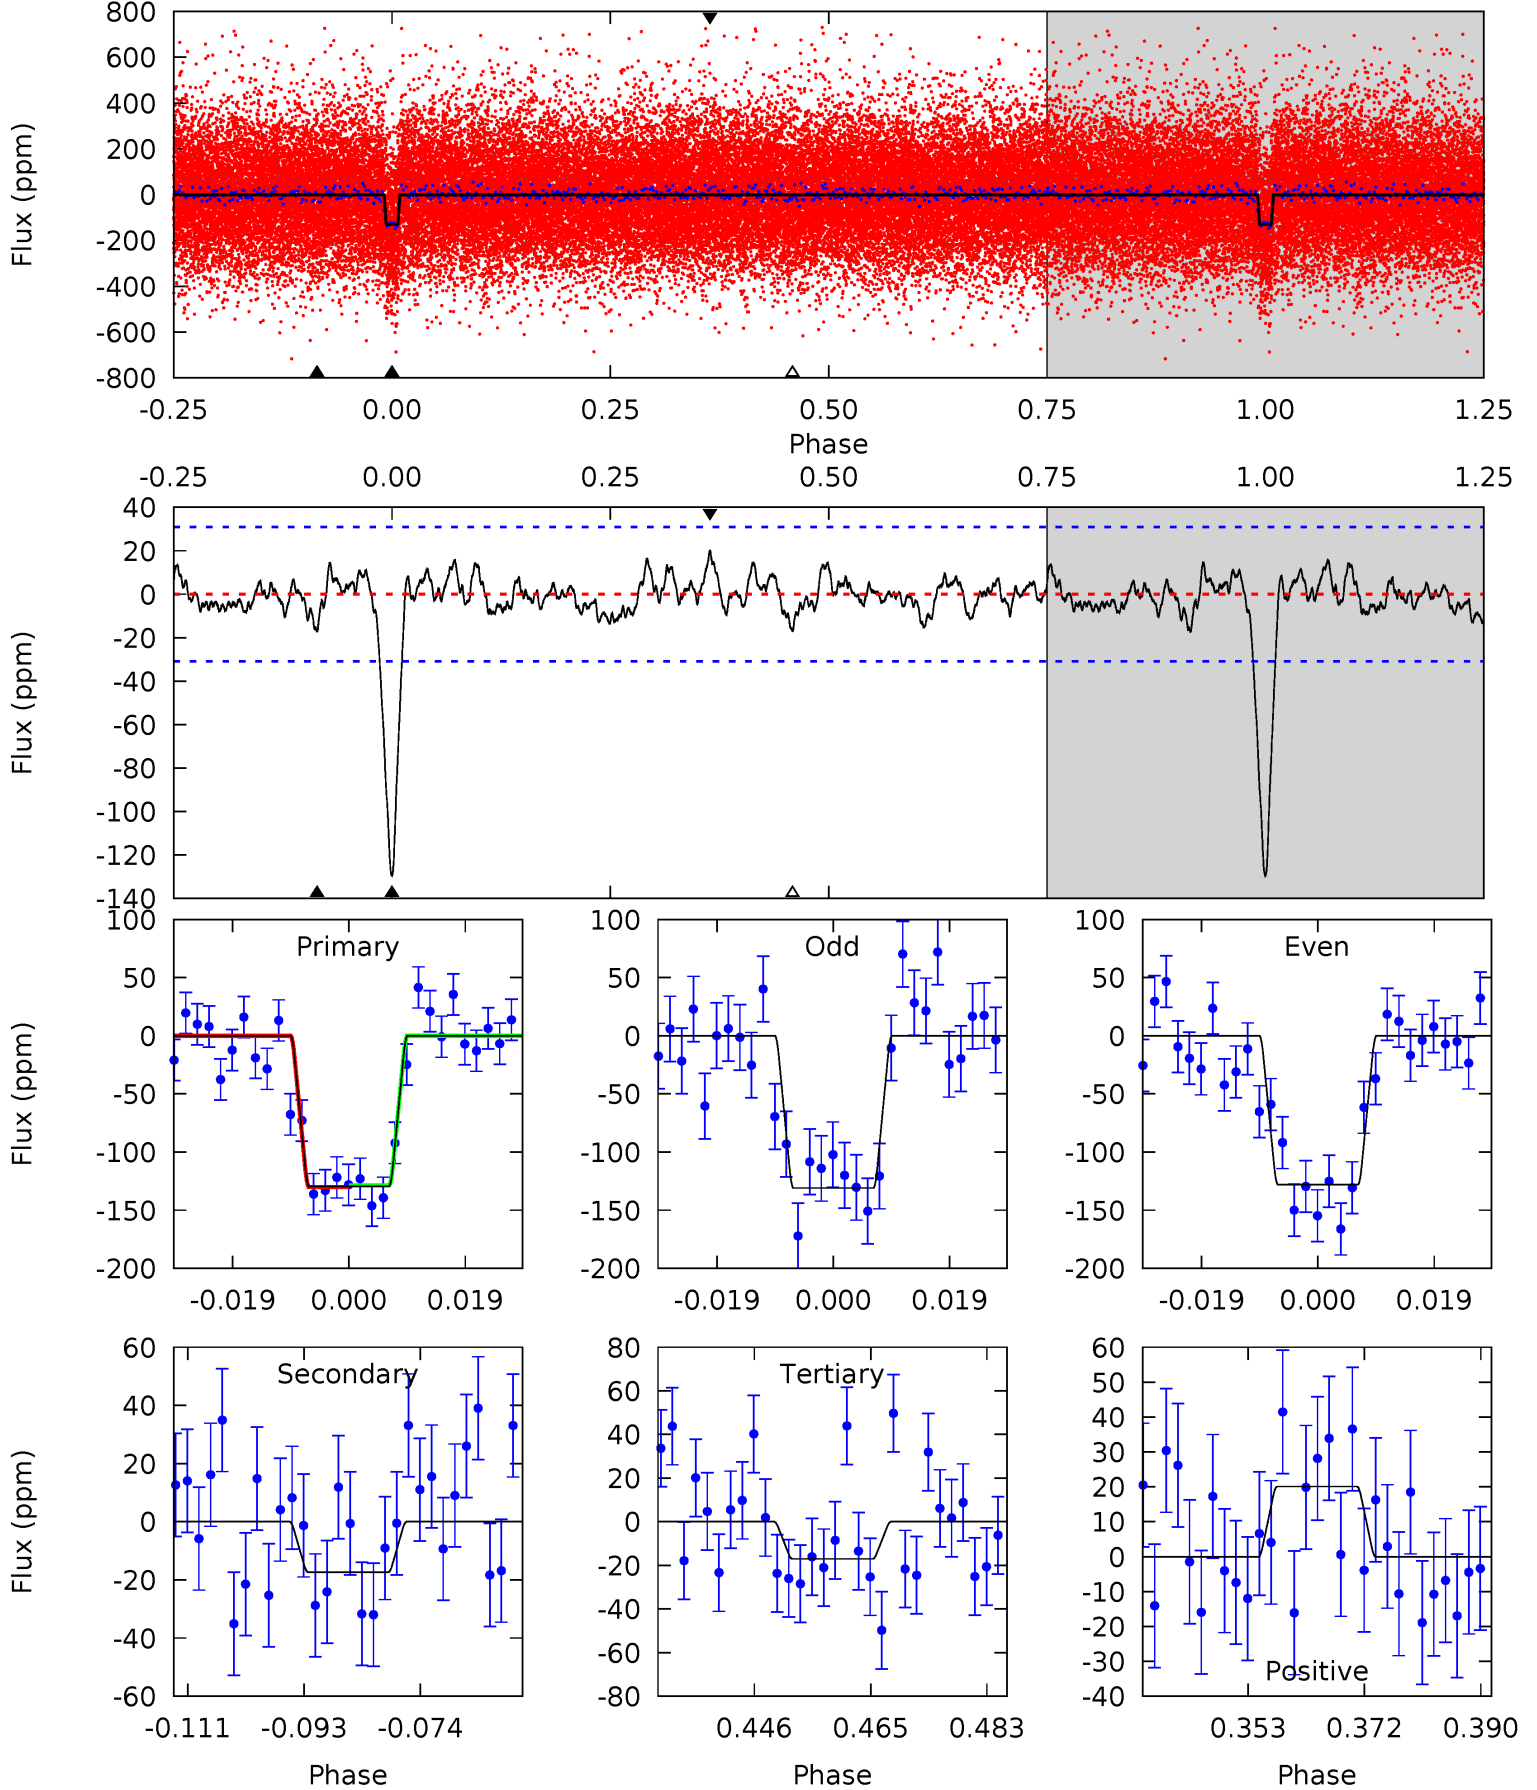 800
600
400
200
0
-200
-400
-600
-800
Flux (ppm)
-0.25 0.00 0.25 0.50 0.75 1.00 1.25
Phase
-0.25 0.00 0.25 0.50 0.75 1.00 1.25
40
20
0
-20
-40
-60
-80
-100
-120
-140
Flux (ppm)
Primary Odd Even
100 100 100
50 50 50
0 0 0
-50 -50 -50
-100 -100 -100
-150 -150 -150
-200 -200 -200
Flux (ppm)
-0.019 0.000 0.019 -0.019 0.000 0.019 -0.019 0.000 0.019
Secondary Tertiary Positive
60
40
20
0
-20
-40
-60
80
60
40
20
0
-20
-40
-60
-80
60
50
40
30
20
10
0
-10
-20
-30
-40
Flux (ppm)
-0.111 -0.093 -0.074 0.446 0.465 0.483 0.353 0.372 0.390
Phase Phase Phase